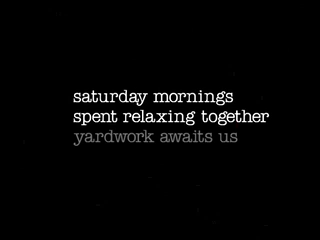 saturday mornings
spent relaxing together
yardwork awaits us